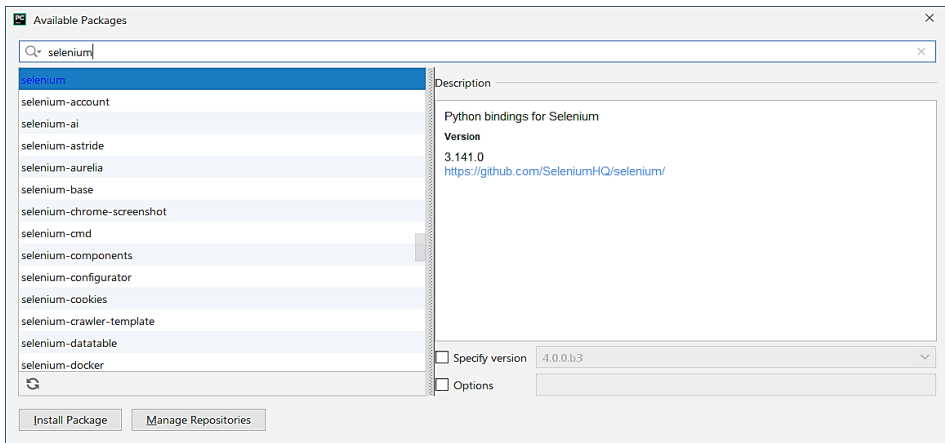 PC
Available Packages
selenium
selenium
selenium-account
selenium-ai
selenium-astride
selenium-aurelia
selenium-base
selenium-chrome-screenshot
selenium-cmd
selenium-components
selenium-configurator
selenium-cookies
selenium-crawler-template
selenium-datatable
selenium-docker
Description
Python bindings for Selenium
Version
3.141.0
https://github.com/SeleniumHQ/selenium/
Specify version
4.0.0.b3
Options
Install Package
Manage Repositories